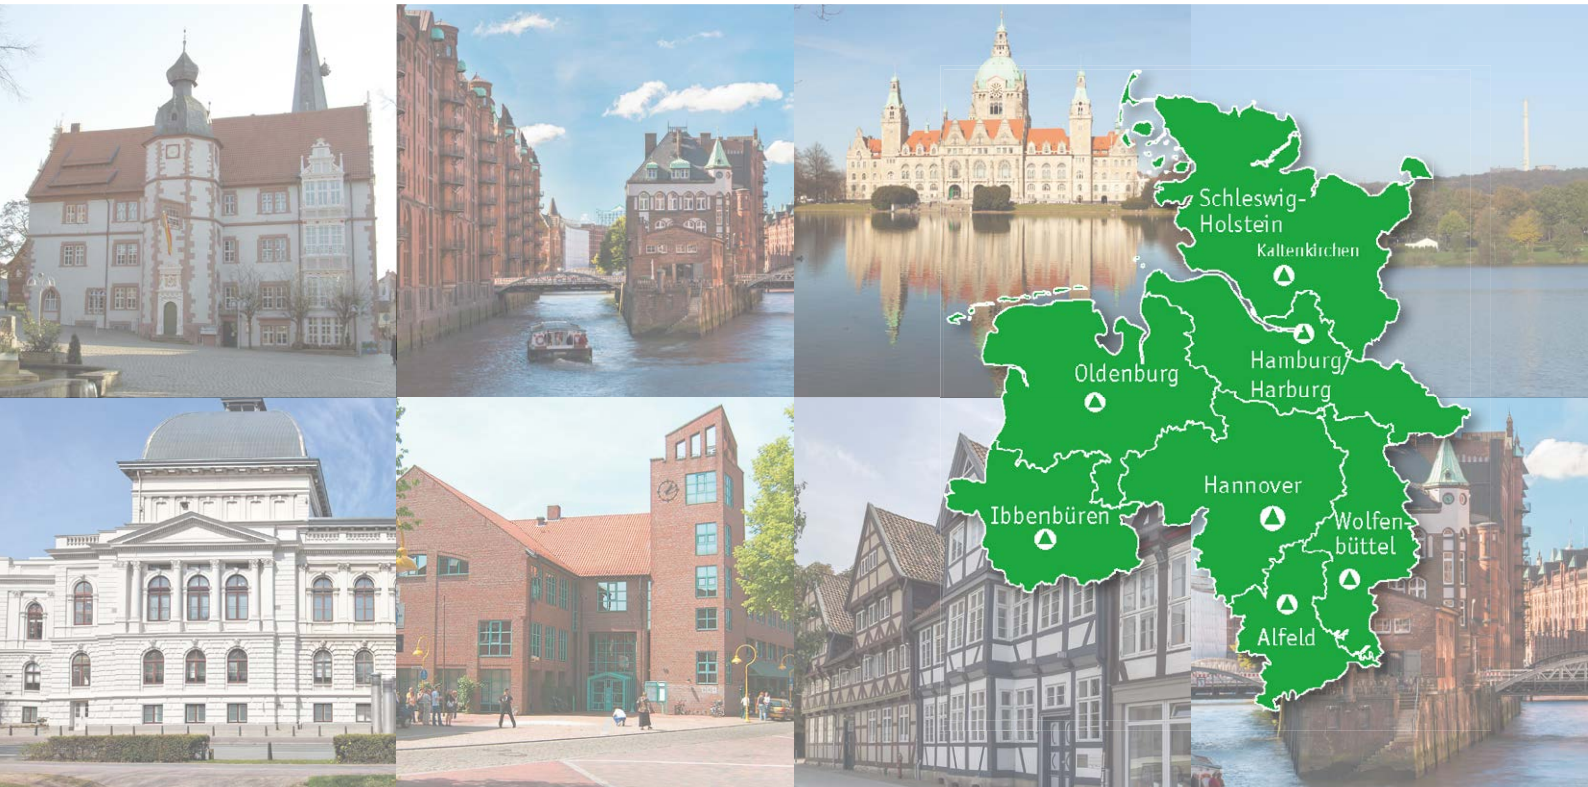 Schleswig-
Holstein
Kaltenkirchen
Hamburg/
Harburg
Oldenburg
Hannover
Ibbenbüren
Wolfen-
büttel
Alfeld